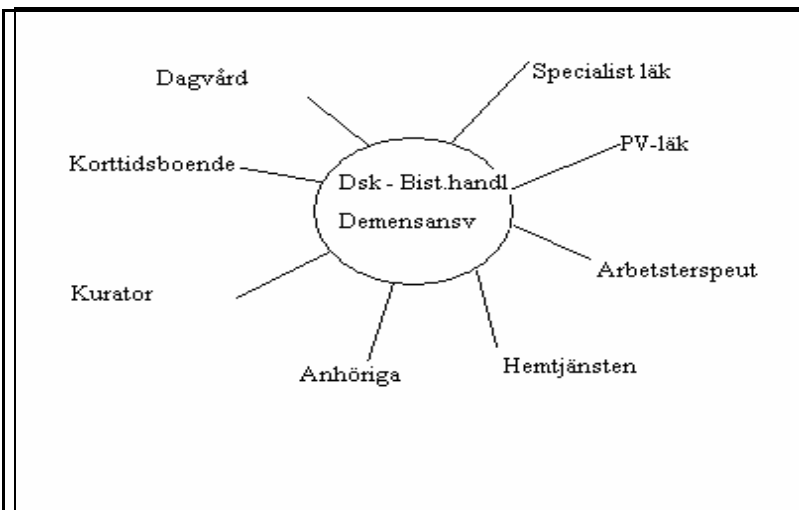 Dagvård
Specialist läk
Korttidsboende
PV-läk
Dsk - Bist.handl
Demensansv
Kurator
Arbetsterspeut
Anhöriga
Hemtjänsten